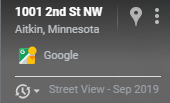 1001 2nd St NW
Aitkin, Minnesota
Google
Street View - Sep 2019